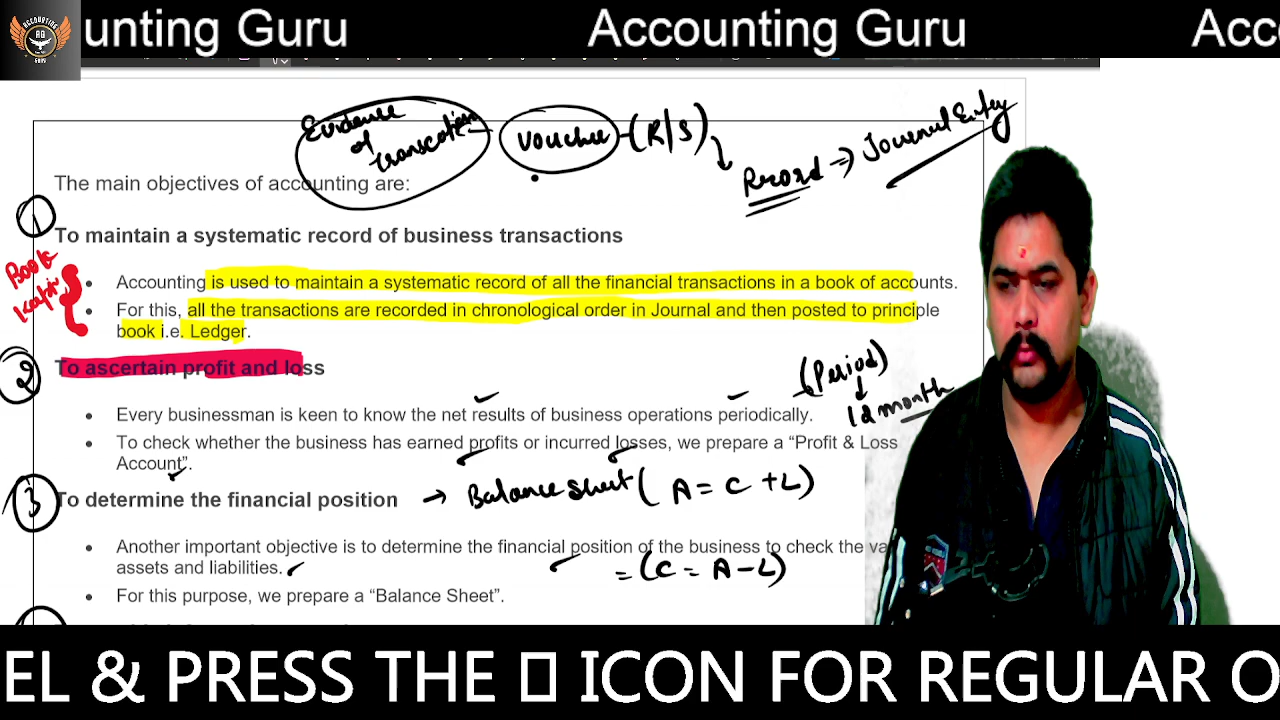 unting Guru
Accounting Guru
Acco
ACCOUNTING
AG
GURU
Evidence
of
Transcation
Voucher
(R/S)
Record ⇒ Journal Entry
The main objectives of accounting are:
1
To maintain a systematic record of business transactions
Book
• Accounting is used to maintain a systematic record of all the financial transactions in a book of accounts.
• For this, all the transactions are recorded in chronological order in Journal and then posted to principle
book i.e. Ledger.
2
To ascertain profit and loss
(Period)
↓
12 month
• Every businessman is keen to know the net results of business operations periodically.
• To check whether the business has earned profits or incurred losses, we prepare a “Profit & Loss
Account”.
3
To determine the financial position → Balance sheet ( A = C + L )
• Another important objective is to determine the financial position of the business to check the va
assets and liabilities.
= (C = A - L)
• For this purpose, we prepare a “Balance Sheet”.
EL & PRESS THE ICON FOR REGULAR O